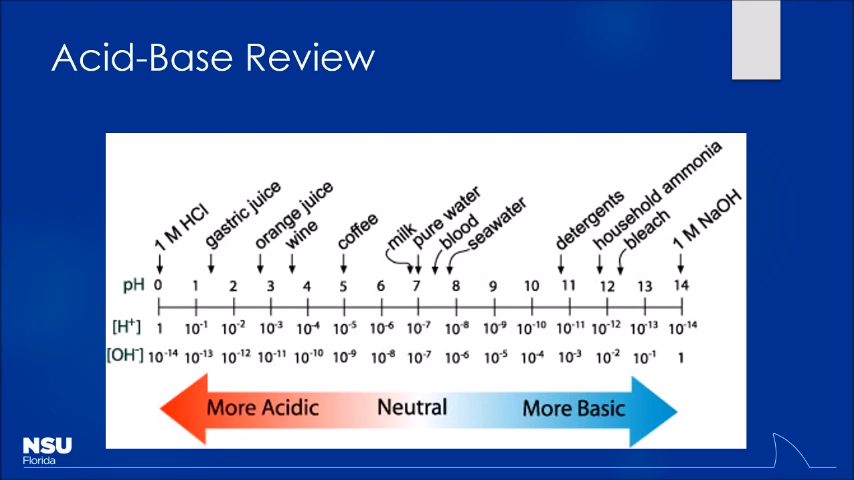 Acid-Base Review
1 M HCl
gastric juice
orange juice
wine
coffee
milk
pure water
blood
seawater
detergents
household ammonia
bleach
1 M NaOH
pH 0 1 2 3 4 5 6 7 8 9 10 11 12 13 14
[H⁺] 1 10⁻¹ 10⁻² 10⁻³ 10⁻⁴ 10⁻⁵ 10⁻⁶ 10⁻⁷ 10⁻⁸ 10⁻⁹ 10⁻¹⁰ 10⁻¹¹ 10⁻¹² 10⁻¹³ 10⁻¹⁴
[OH⁻] 10⁻¹⁴ 10⁻¹³ 10⁻¹² 10⁻¹¹ 10⁻¹⁰ 10⁻⁹ 10⁻⁸ 10⁻⁷ 10⁻⁶ 10⁻⁵ 10⁻⁴ 10⁻³ 10⁻² 10⁻¹ 1
More Acidic Neutral More Basic
NSU
Florida